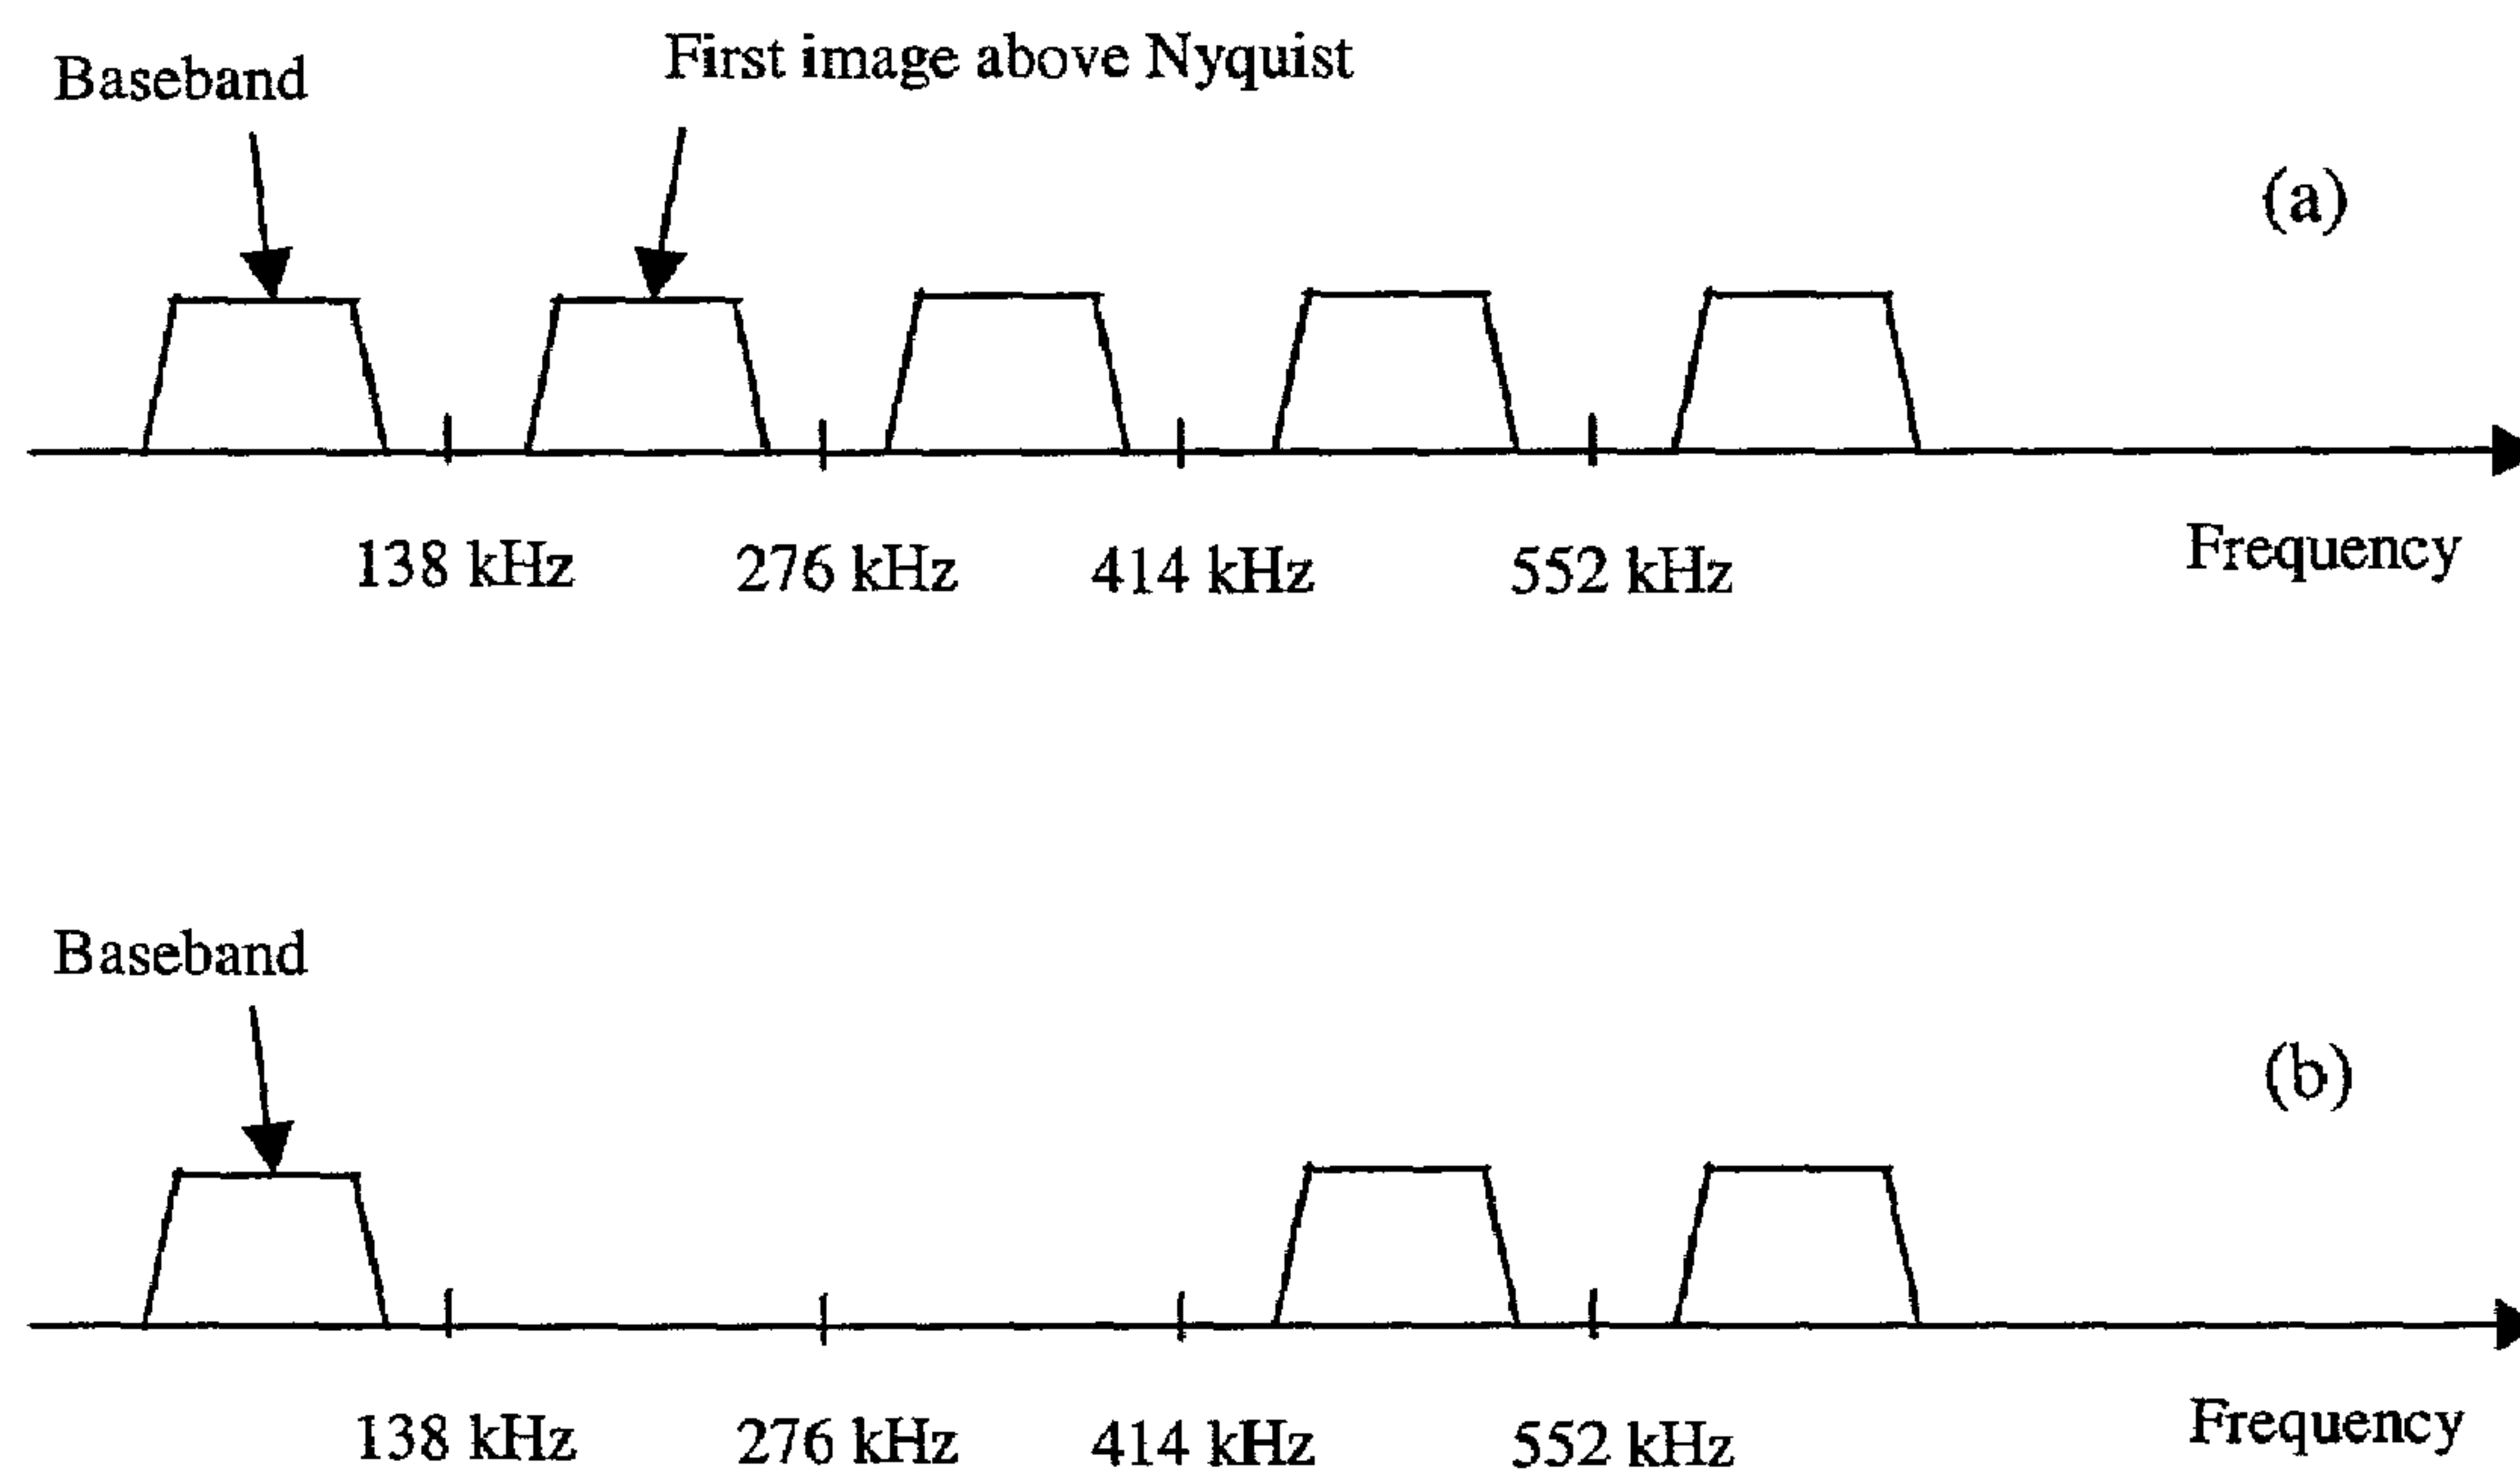 Baseband
First image above Nyquist
(a)
138 kHz
276 kHz
414 kHz
552 kHz
Frequency
Baseband
(b)
138 kHz
276 kHz
414 kHz
552 kHz
Frequency